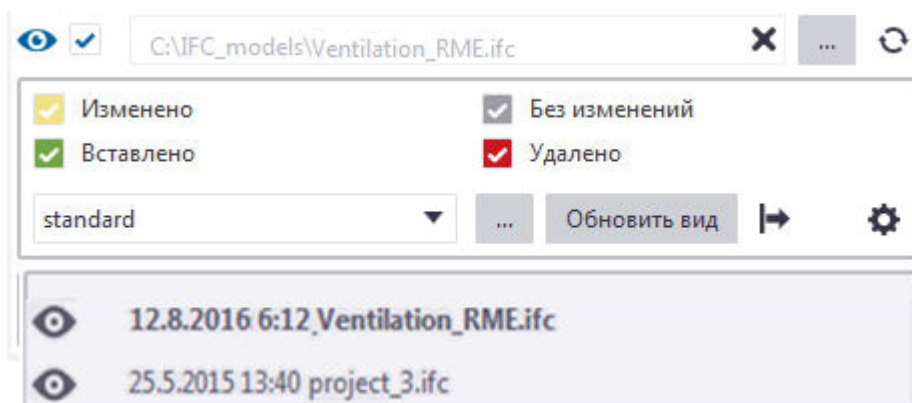 C:\IFC_models\Ventilation_RME.ifc ...
Изменено Без изменений
Вставлено Удалено
standard ... Обновить вид
12.8.2016 6:12 Ventilation_RME.ifc
25.5.2015 13:40 project_3.ifc